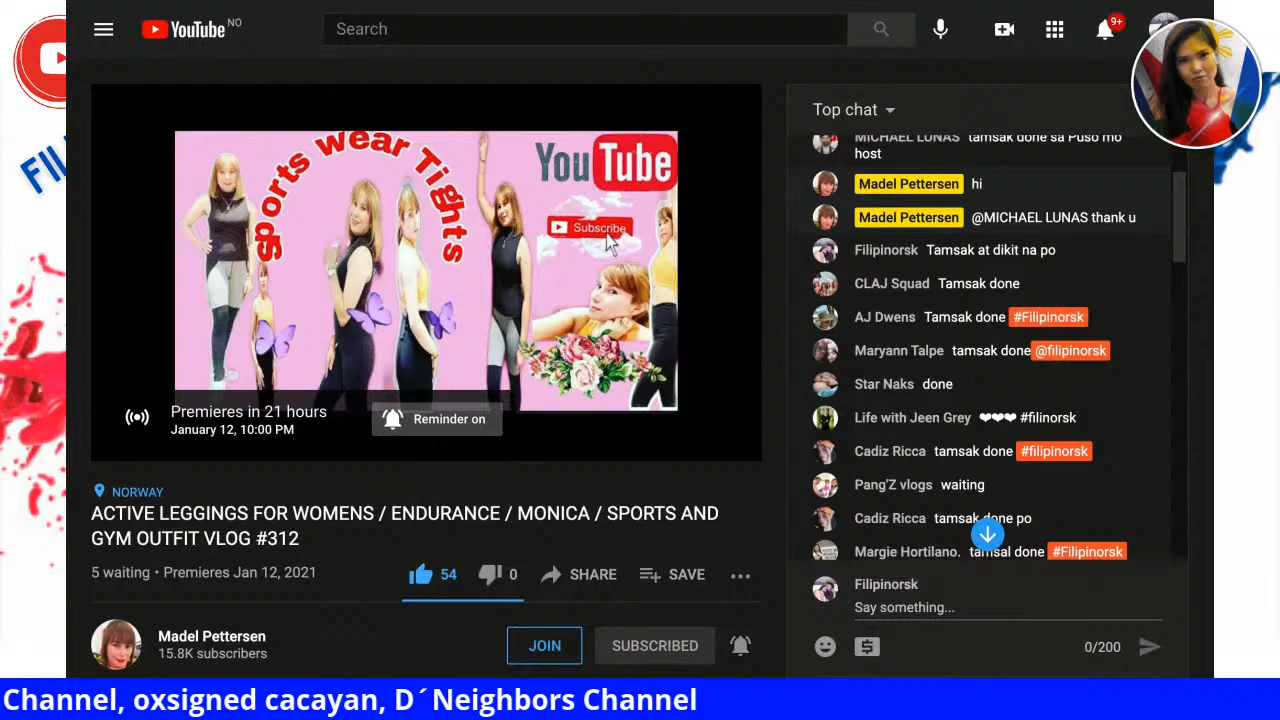 YouTube NO
Search
9+
FIL
sports wear Tights
YouTube
Subscribe
Premieres in 21 hours
January 12, 10:00 PM
Reminder on
NORWAY
ACTIVE LEGGINGS FOR WOMENS / ENDURANCE / MONICA / SPORTS AND
GYM OUTFIT VLOG #312
5 waiting • Premieres Jan 12, 2021
54
0
SHARE
SAVE
Madel Pettersen
15.8K subscribers
JOIN
SUBSCRIBED
Top chat
MICHAEL LUNAS tamsak done sa Puso mo
host
Madel Pettersen hi
Madel Pettersen @MICHAEL LUNAS thank u
Filipinorsk Tamsak at dikit na po
CLAJ Squad Tamsak done
AJ Dwens Tamsak done #Filipinorsk
Maryann Talpe tamsak done @filipinorsk
Star Naks done
Life with Jeen Grey ❤❤❤ #filinorsk
Cadiz Ricca tamsak done #filipinorsk
Pang'Z vlogs waiting
Cadiz Ricca tamsak done po
Margie Hortilano. tamsal done #Filipinorsk
Filipinorsk
Say something...
0/200
Channel, oxsigned cacayan, D´Neighbors Channel